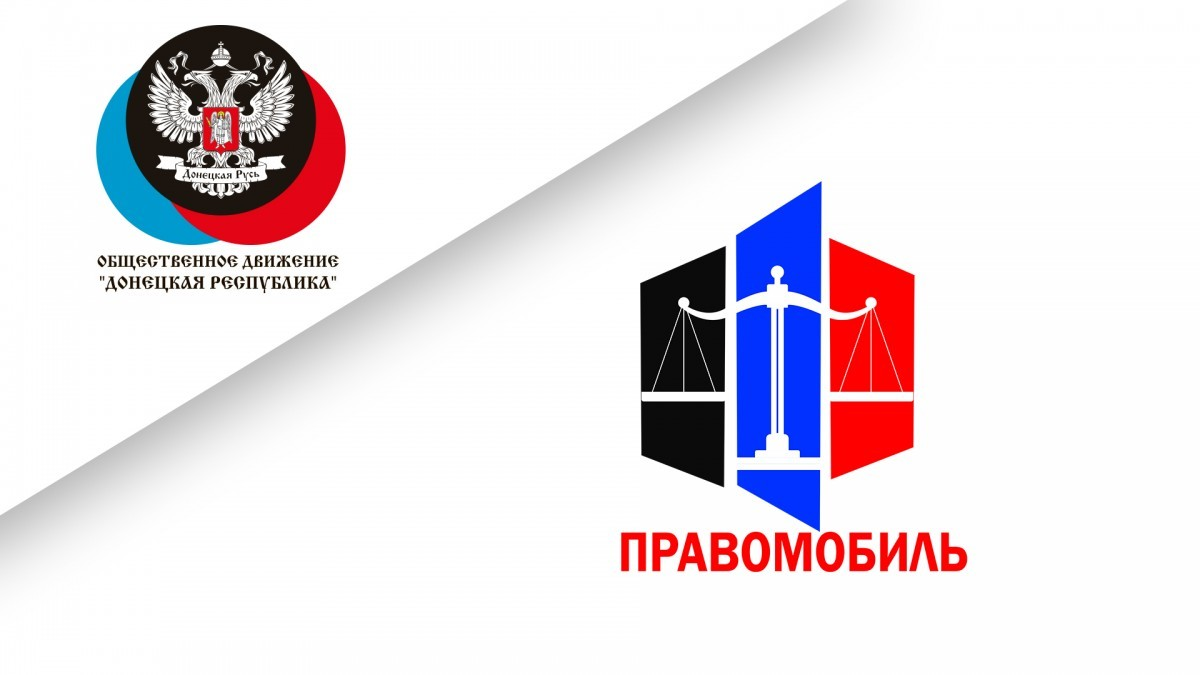 Донецкая Русь
ОБЩЕСТВЕННОЕ ДВИЖЕНИЕ
"ДОНЕЦКАЯ РЕСПУБЛИКА"
ПРАВОМОБИЛЬ